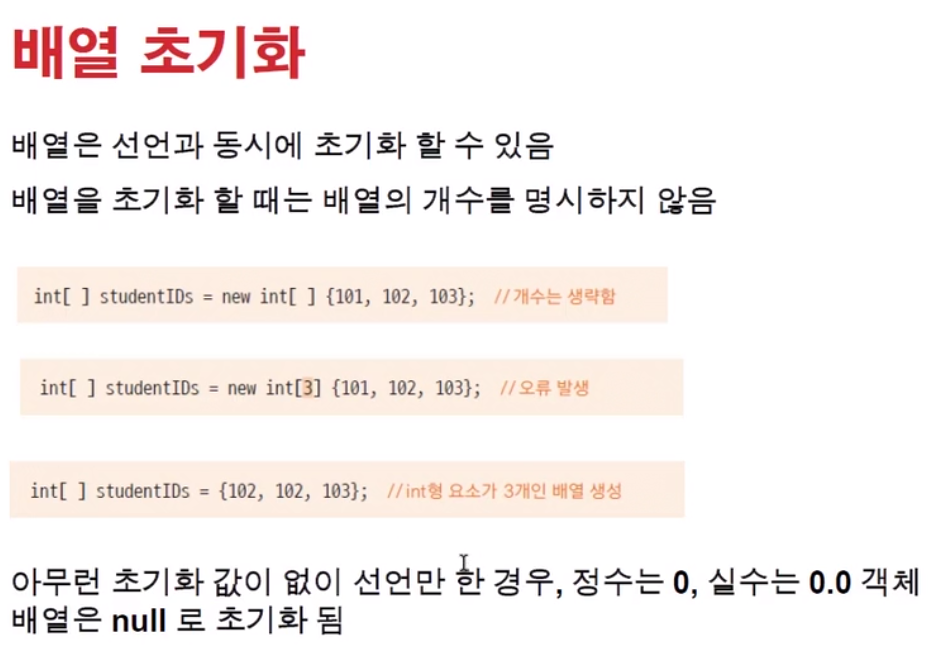 배열 초기화
배열은 선언과 동시에 초기화 할 수 있음
배열을 초기화 할 때는 배열의 개수를 명시하지 않음
int[ ] studentIDs = new int[ ] {101, 102, 103}; //개수는 생략함
int[ ] studentIDs = new int[3] {101, 102, 103}; //오류 발생
int[ ] studentIDs = {102, 102, 103}; //int형 요소가 3개인 배열 생성
아무런 초기화 값이 없이 선언만 한 경우, 정수는 0, 실수는 0.0 객체
배열은 null 로 초기화 됨